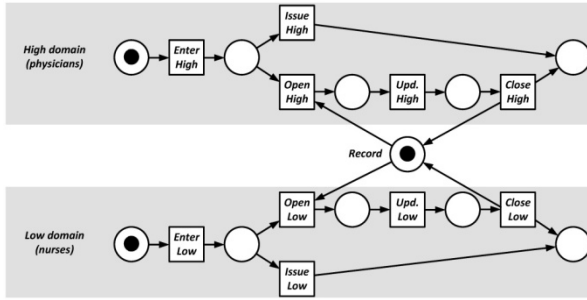 Issue
High
High domain
(physicians)
Enter
High
Open
High
Upd.
High
Close
High
Record
Open
Low
Upd.
Low
Close
Low
Low domain
(nurses)
Enter
Low
Issue
Low